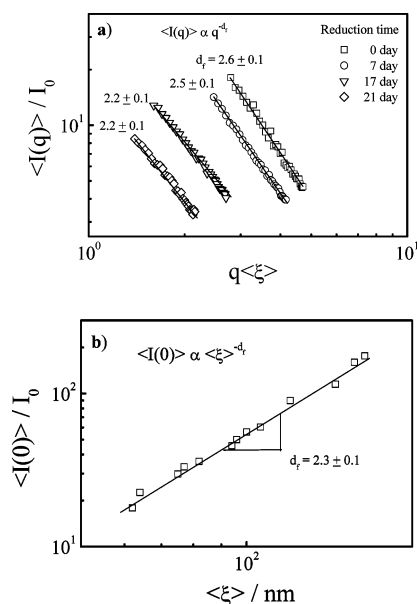 a)
<I(q)> α q^-d_f
Reduction time
0 day
7 day
17 day
21 day
d_f = 2.6 ± 0.1
2.5 ± 0.1
2.2 ± 0.1
2.2 ± 0.1
<I(q)> / I_0
10^1
10^0
10^1
q<ξ>
b)
<I(0)> α <ξ>^-d_f
<I(0)> / I_0
10^2
d_f = 2.3 ± 0.1
10^1
10^2
<ξ> / nm